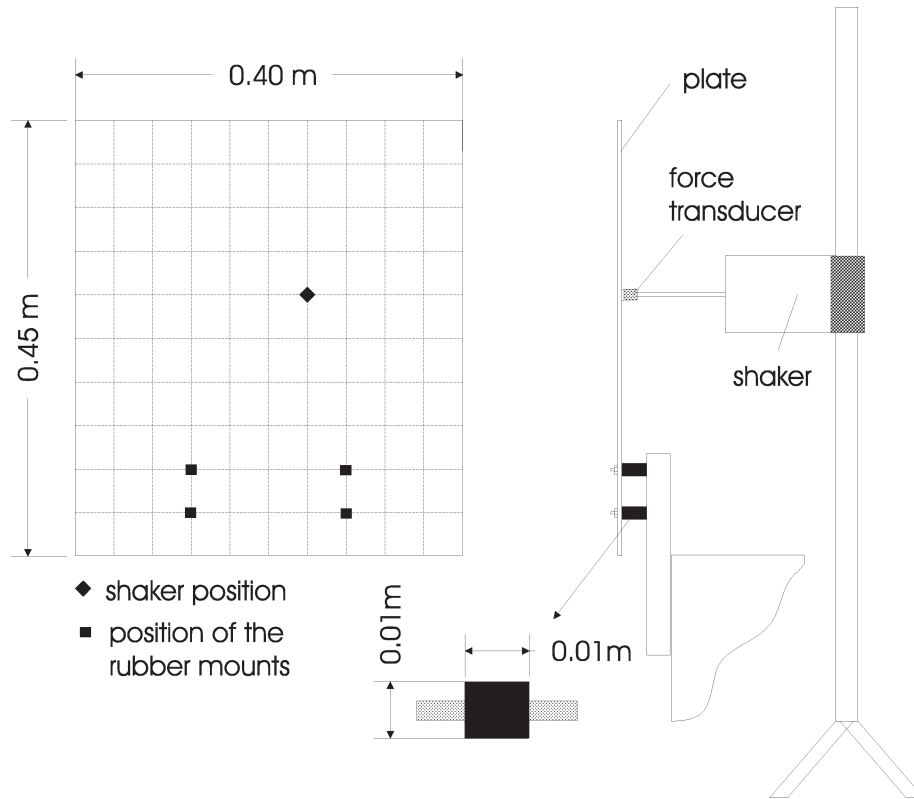 0.40 m
plate
force
transducer
0.45 m
shaker
shaker position
position of the
rubber mounts
0.01m
0.01m